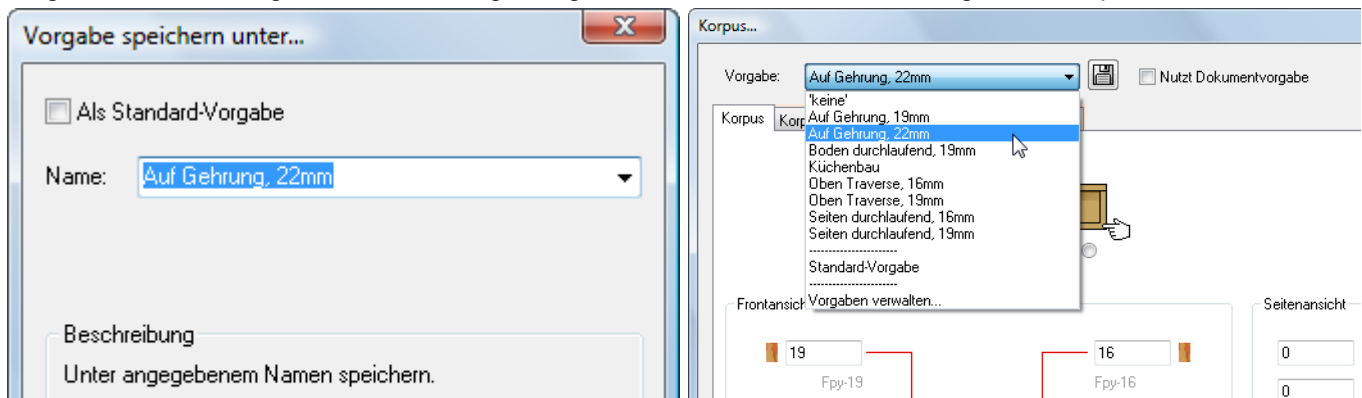 Vorgabe speichern unter...
Als Standard-Vorgabe
Name: Auf Gehrung, 22mm
Beschreibung
Unter angegebenem Namen speichern.
Korpus...
Vorgabe: Auf Gehrung, 22mm Nutzt Dokumentvorgabe
'keine'
Korpus Auf Gehrung, 19mm
Auf Gehrung, 22mm
Boden durchlaufend, 19mm
Küchenbau
Oben Traverse, 16mm
Oben Traverse, 19mm
Seiten durchlaufend, 16mm
Seiten durchlaufend, 19mm
-----------------------
Standard-Vorgabe
-----------------------
Vorgaben verwalten...
Frontansich Seitenansicht
19 16 0
Fpy-19 Fpy-16
0